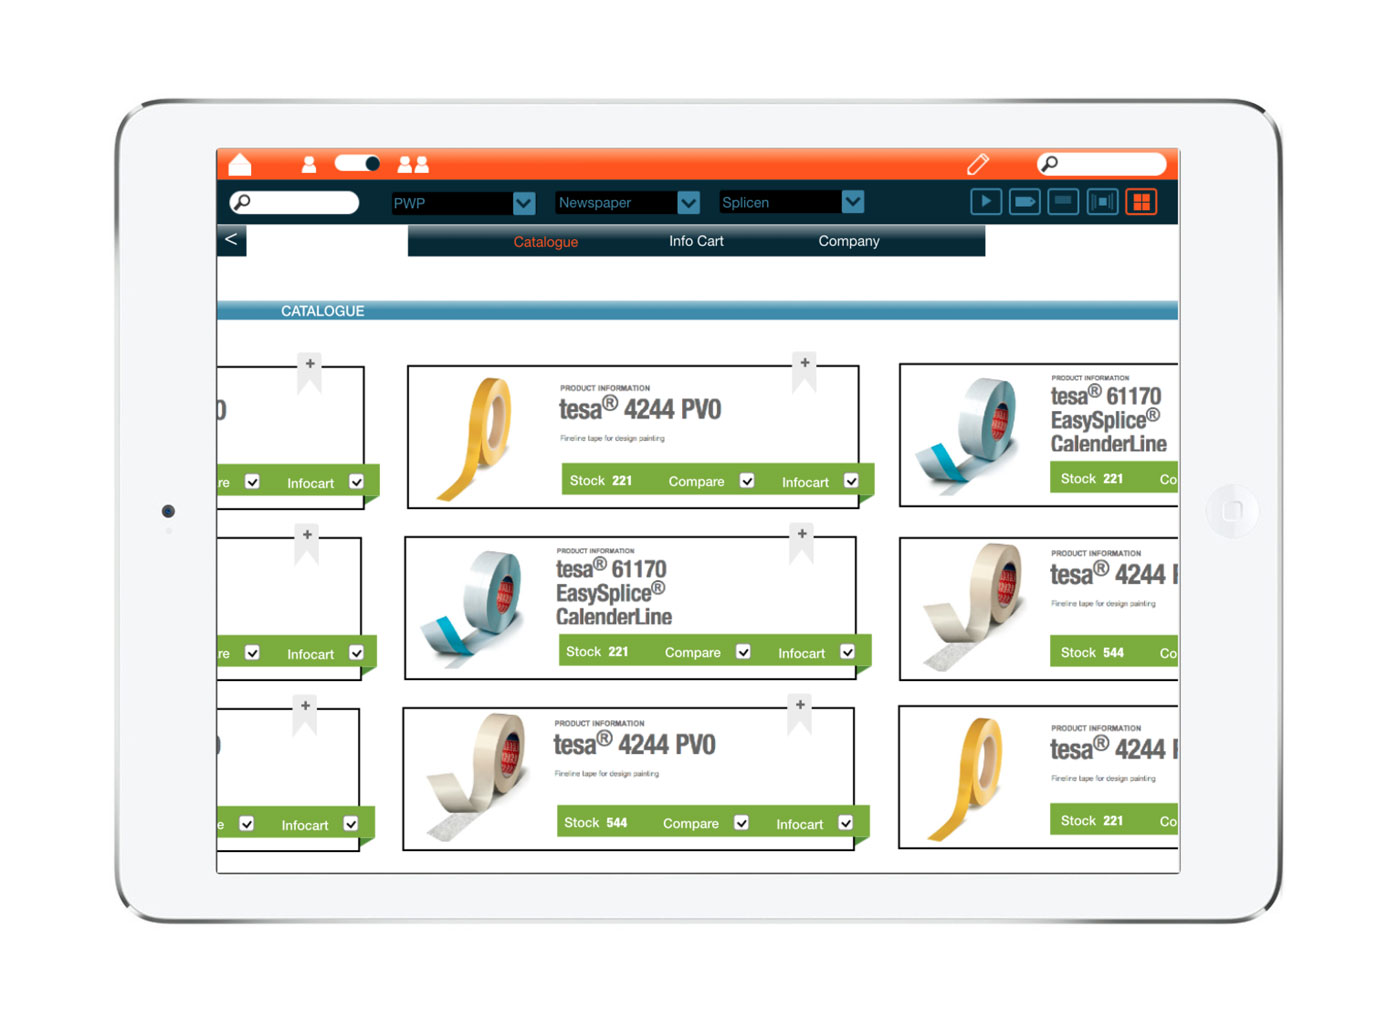 PWP
Newspaper
Splicen
<
Catalogue
Info Cart
Company
CATALOGUE
+
re
Infocart
+
PRODUCT INFORMATION
tesa® 4244 PV0
Fineline tape for design painting
Stock 221
Compare
Infocart
PRODUCT INFORMATION
tesa® 61170
EasySplice®
CalenderLine
Stock 221
Co
+
re
Infocart
+
PRODUCT INFORMATION
tesa® 61170
EasySplice®
CalenderLine
Stock 221
Compare
Infocart
PRODUCT INFORMATION
tesa® 4244
Fineline tape for design painting
Stock 544
Co
+
e
Infocart
+
PRODUCT INFORMATION
tesa® 4244 PV0
Fineline tape for design painting
Stock 544
Compare
Infocart
PRODUCT INFORMATION
tesa® 4244
Fineline tape for design painting
Stock 221
Co